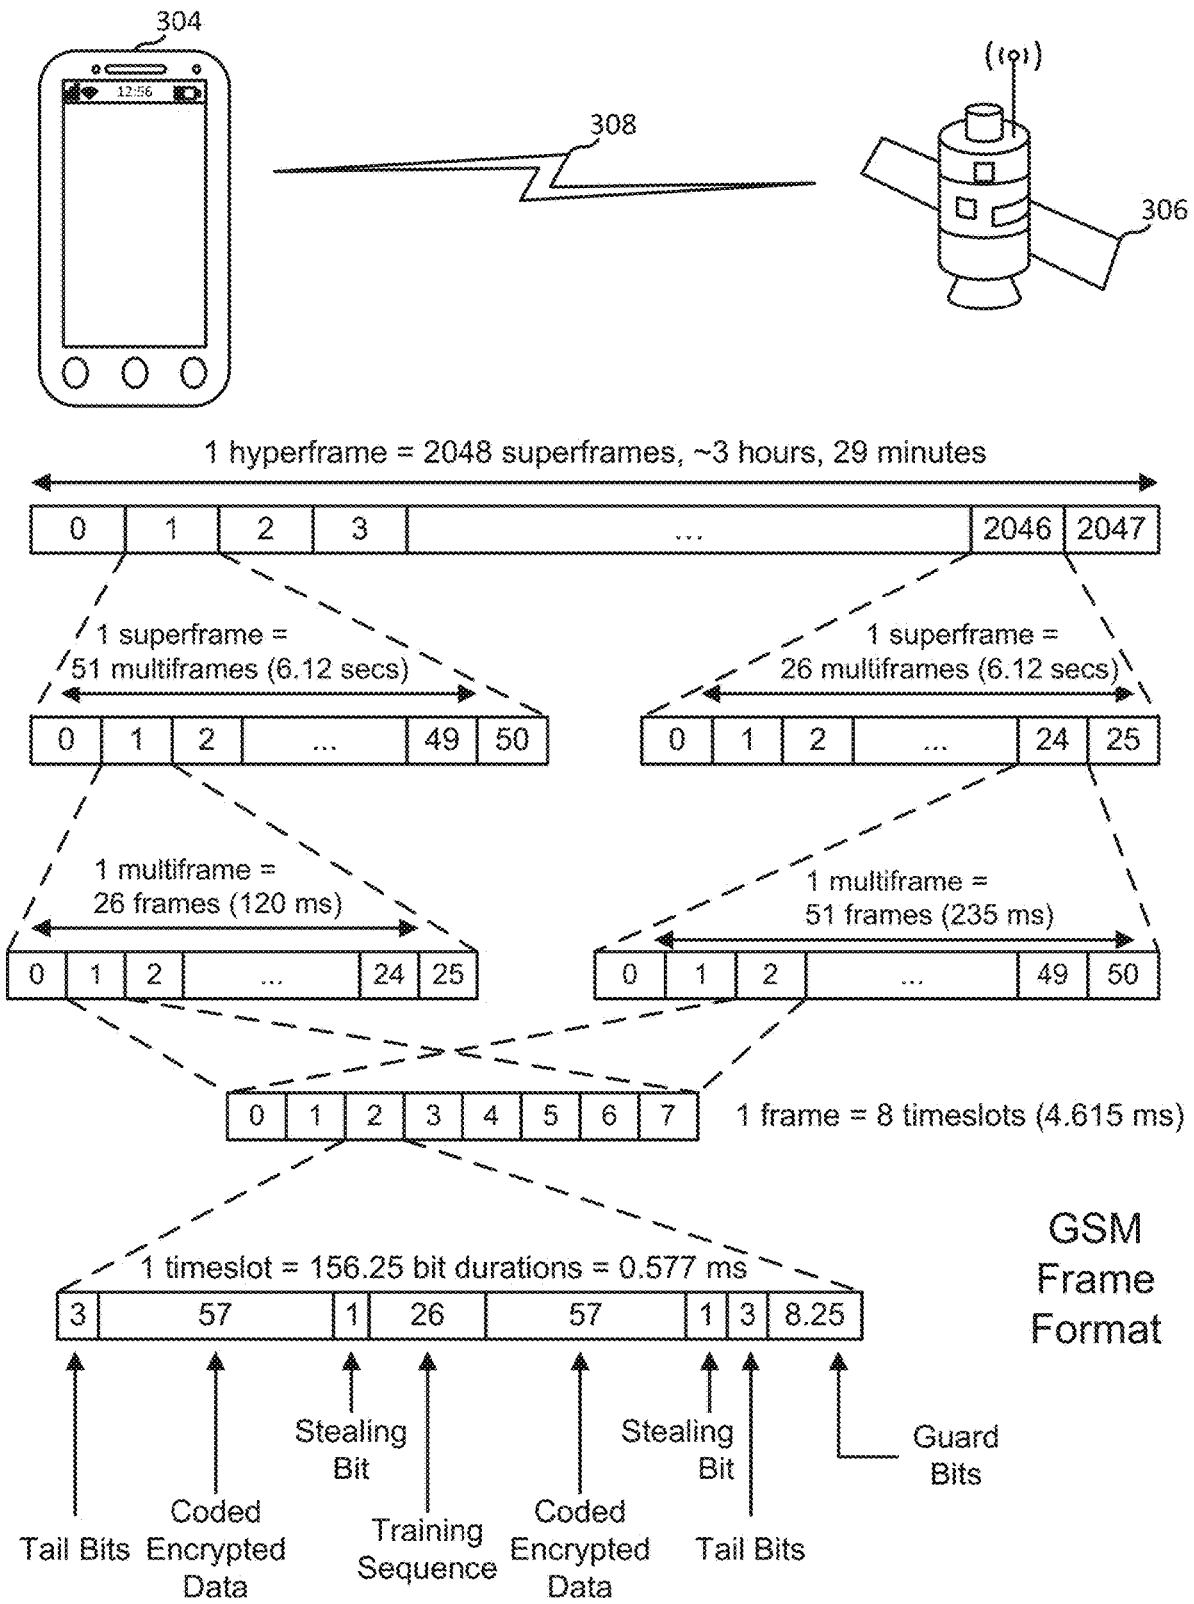 304
12:56
308
306
1 hyperframe = 2048 superframes, ~3 hours, 29 minutes
0 1 2 3 ... 2046 2047
1 superframe =
51 multiframes (6.12 secs)
1 superframe =
26 multiframes (6.12 secs)
0 1 2 ... 49 50
0 1 2 ... 24 25
1 multiframe =
26 frames (120 ms)
1 multiframe =
51 frames (235 ms)
0 1 2 ... 24 25
0 1 2 ... 49 50
0 1 2 3 4 5 6 7
1 frame = 8 timeslots (4.615 ms)
GSM
Frame
Format
1 timeslot = 156.25 bit durations = 0.577 ms
3 57 1 26 57 1 3 8.25
Tail Bits
Coded
Encrypted
Data
Stealing
Bit
Training
Sequence
Coded
Encrypted
Data
Stealing
Bit
Tail Bits
Guard
Bits